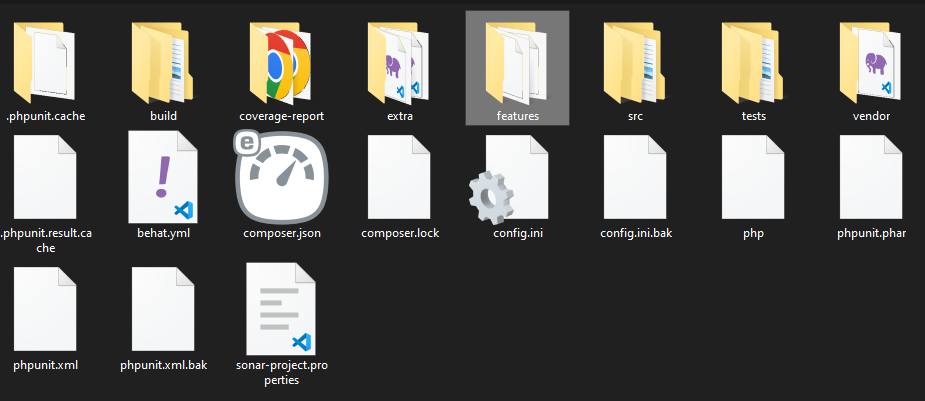 .phpunit.cache
build
coverage-report
extra
features
src
tests
vendor
.phpunit.result.ca
che
behat.yml
composer.json
composer.lock
config.ini
config.ini.bak
php
phpunit.phar
phpunit.xml
phpunit.xml.bak
sonar-project.pro
perties